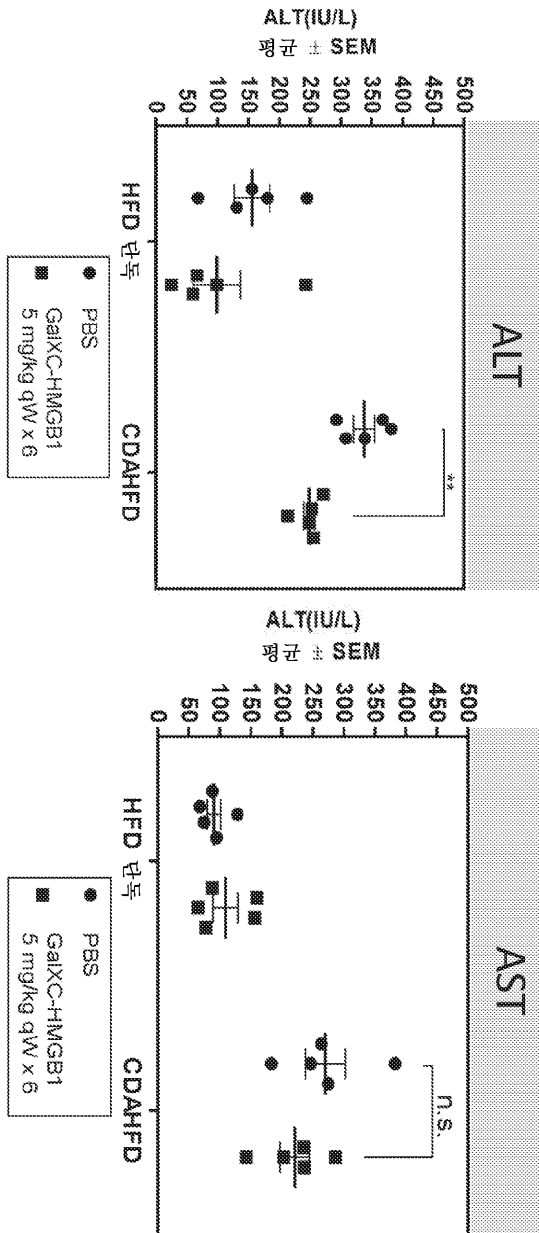 ALT
ALT(IU/L)
평균 ± SEM
500
450
400
350
300
250
200
150
100
50
0
**
HFD 단독
CDAHFD
PBS
GalXC-HMGB1
5 mg/kg qW x 6
AST
ALT(IU/L)
평균 ± SEM
500
450
400
350
300
250
200
150
100
50
0
n.s.
HFD 단독
CDAHFD
PBS
GalXC-HMGB1
5 mg/kg qW x 6